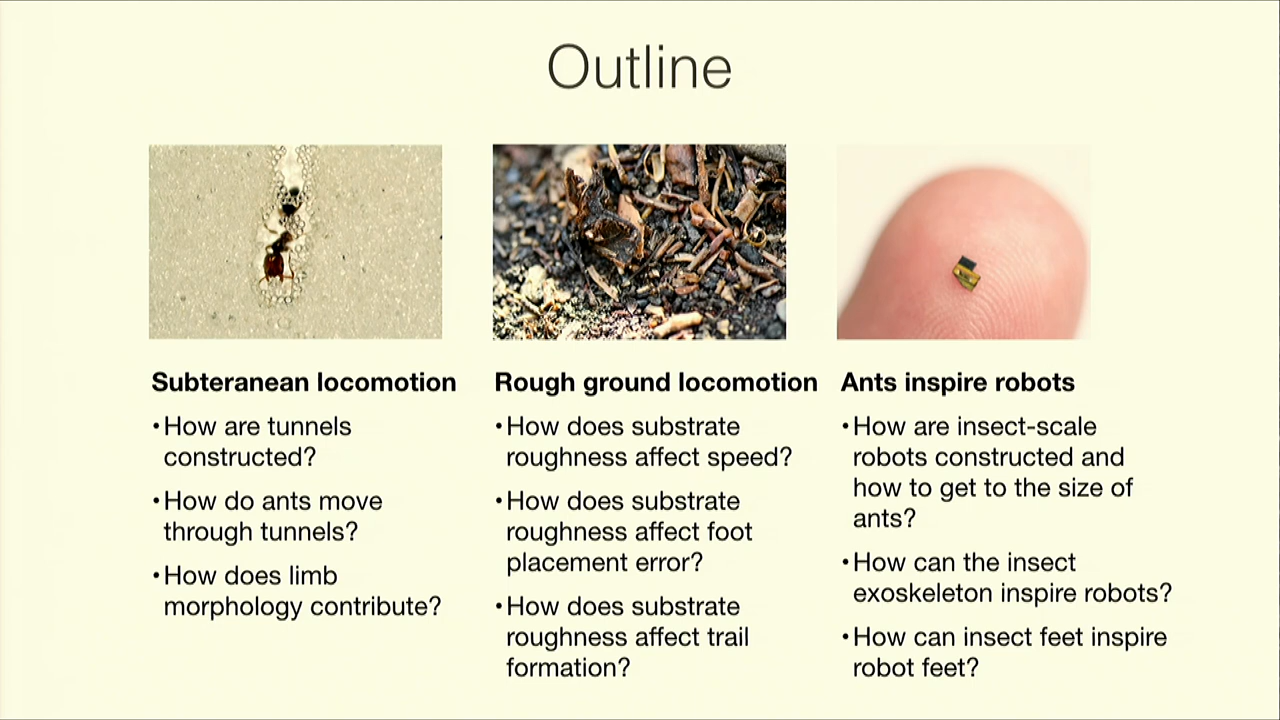 Outline
Subteranean locomotion
•How are tunnels
constructed?
•How do ants move
through tunnels?
•How does limb
morphology contribute?
Rough ground locomotion
•How does substrate
roughness affect speed?
•How does substrate
roughness affect foot
placement error?
•How does substrate
roughness affect trail
formation?
Ants inspire robots
•How are insect-scale
robots constructed and
how to get to the size of
ants?
•How can the insect
exoskeleton inspire robots?
•How can insect feet inspire
robot feet?